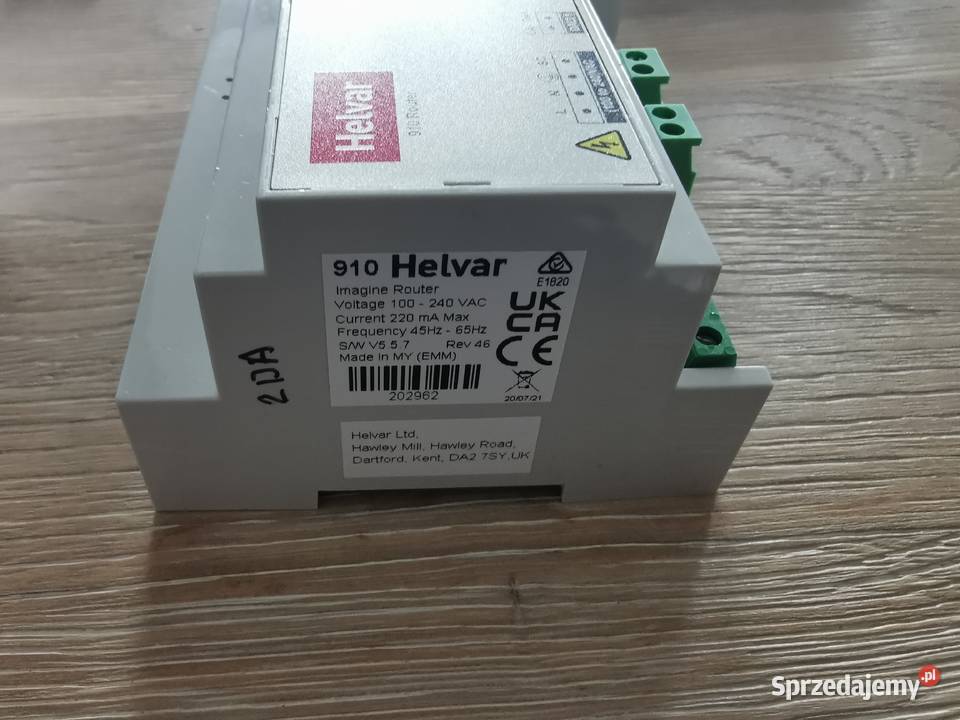 Helvar
910 Router
L N
910 Helvar
E1820
Imagine Router
Voltage 100 - 240 VAC
Current 220 mA Max
Frequency 45Hz - 65Hz
S/W V5.5.7 Rev 46
Made In MY (EMM)
UK
CA
CE
202962
20/07/21
2DA
Helvar Ltd,
Hawley Mill, Hawley Road,
Dartford, Kent, DA2 7SY,UK
Sprzedajemy.pl